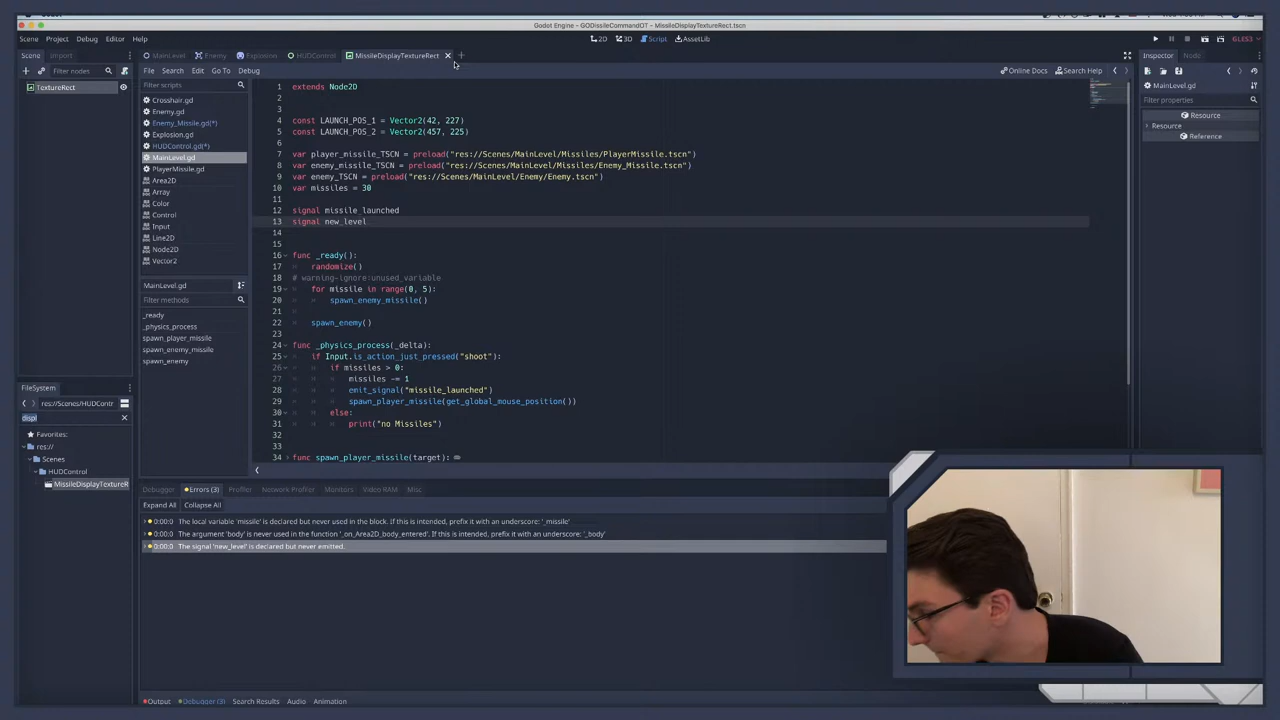 Godot Engine - GODissileCommandOT - MissileDisplayTextureRect.tscn
Scene Project Debug Editor Help
2D 3D Script AssetLib
GLES3
Scene Import
MainLevel Enemy Explosion HUDControl MissileDisplayTextureRect
Inspector Node
Filter nodes
File Search Edit Go To Debug
Online Docs Search Help
TextureRect
Filter scripts
MainLevel.gd
Filter properties
Resource
Resource
Reference
Crosshair.gd
Enemy.gd
Enemy_Missile.gd(*)
Explosion.gd
HUDControl.gd(*)
MainLevel.gd
PlayerMissile.gd
Area2D
Array
Color
Control
Input
Line2D
Node2D
Vector2
MainLevel.gd
Filter methods
_ready
_physics_process
spawn_player_missile
spawn_enemy_missile
spawn_enemy
1 extends Node2D
2
3
4 const LAUNCH_POS_1 = Vector2(42, 227)
5 const LAUNCH_POS_2 = Vector2(457, 225)
6
7 var player_missile_TSCN = preload("res://Scenes/MainLevel/Missiles/PlayerMissile.tscn")
8 var enemy_missile_TSCN = preload("res://Scenes/MainLevel/Missiles/Enemy_Missile.tscn")
9 var enemy_TSCN = preload("res://Scenes/MainLevel/Enemy/Enemy.tscn")
10 var missiles = 30
11
12 signal missile_launched
13 signal new_level
14
15
16 func _ready():
17 randomize()
18 # warning-ignore:unused_variable
19 for missile in range(0, 5):
20 spawn_enemy_missile()
21
22 spawn_enemy()
23
24 func _physics_process(_delta):
25 if Input.is_action_just_pressed("shoot"):
26 if missiles > 0:
27 missiles -= 1
28 emit_signal("missile_launched")
29 spawn_player_missile(get_global_mouse_position())
30 else:
31 print("no Missiles")
32
33
34 func spawn_player_missile(target):
FileSystem
res://Scenes/HUDContr
displ
Favorites:
res://
Scenes
HUDControl
MissileDisplayTextureR
Debugger Errors (3) Profiler Network Profiler Monitors Video RAM Misc
Expand All Collapse All
0:00:0 The local variable 'missile' is declared but never used in the block. If this is intended, prefix it with an underscore: '_missile'
0:00:0 The argument 'body' is never used in the function '_on_Area2D_body_entered'. If this is intended, prefix it with an underscore: '_body'
0:00:0 The signal 'new_level' is declared but never emitted.
Output Debugger (3) Search Results Audio Animation